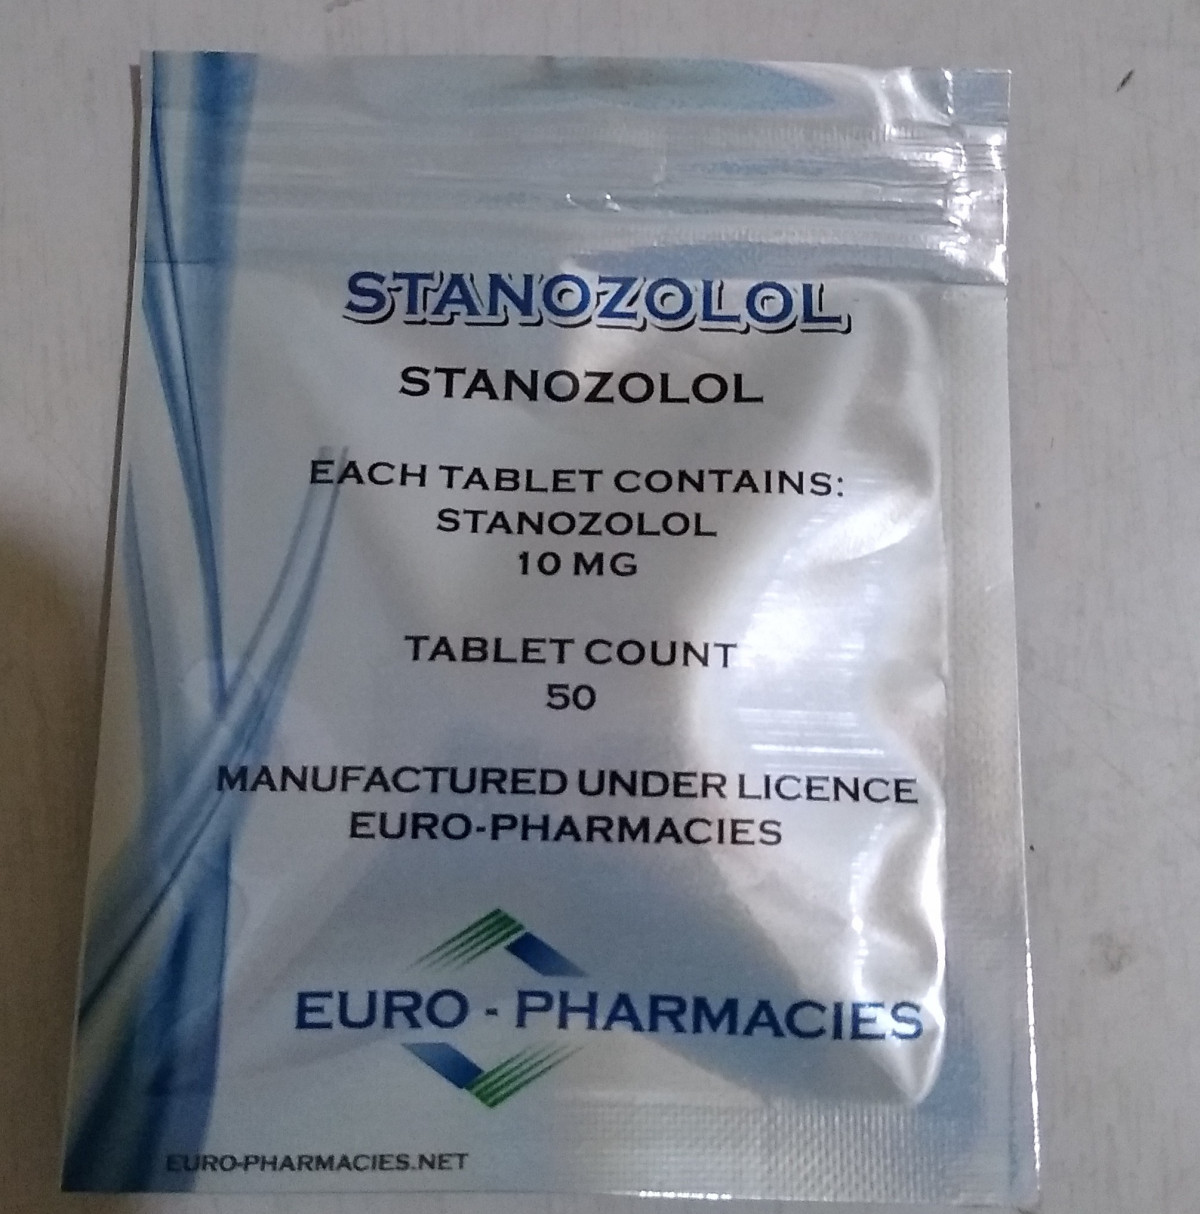 STANOZOLOL
STANOZOLOL
EACH TABLET CONTAINS:
STANOZOLOL
10 MG
TABLET COUNT
50
MANUFACTURED UNDER LICENCE
EURO-PHARMACIES
EURO - PHARMACIES
EURO-PHARMACIES.NET